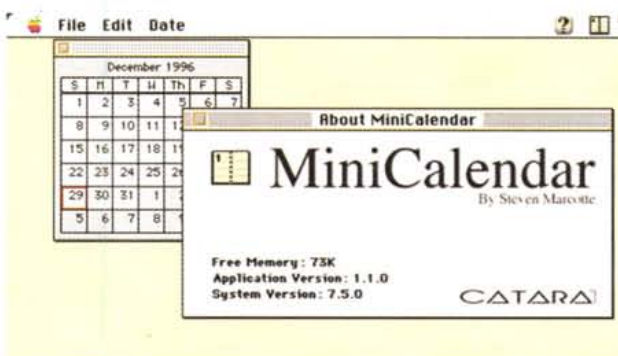 File Edit Date
December 1996
S M T W Th F S
1 2 3 4 5 6 7
8 9 10 11
15 16 17 18
22 23 24 25
29 30 31 1
5 6 7 8
About MiniCalendar
1
MiniCalendar
By Steven Marcotte
Free Memory: 73K
Application Version: 1.1.0
System Version: 7.5.0
CATARA